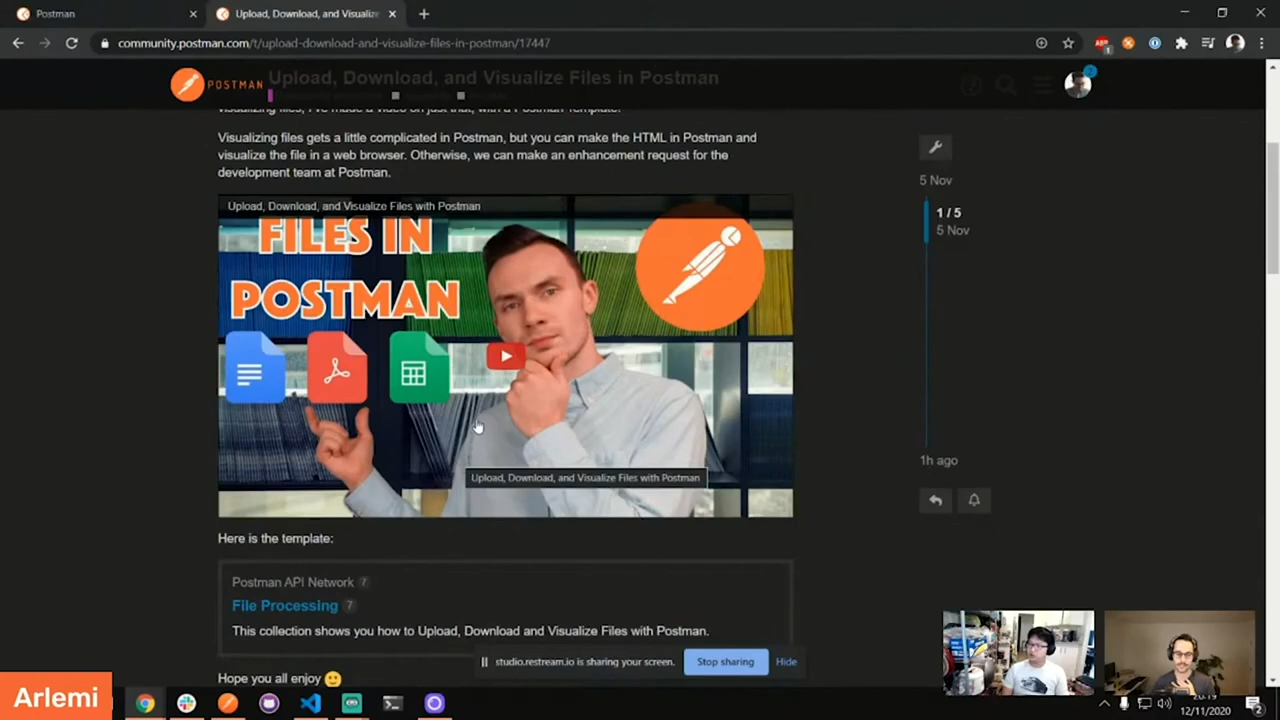 Postman
Upload, Download, and Visualize
community.postman.com/t/upload-download-and-visualize-files-in-postman/17447
POSTMAN
Upload, Download, and Visualize Files in Postman
Visualizing files gets a little complicated in Postman, but you can make the HTML in Postman and
visualize the file in a web browser. Otherwise, we can make an enhancement request for the
development team at Postman.
5 Nov
1 / 5
5 Nov
1h ago
Upload, Download, and Visualize Files with Postman
FILES IN
POSTMAN
Upload, Download, and Visualize Files with Postman
Here is the template:
Postman API Network 7
File Processing 7
This collection shows you how to Upload, Download and Visualize Files with Postman.
studio.restream.io is sharing your screen.
Stop sharing
Hide
Hope you all enjoy
Arlemi
20:19
12/11/2020
2